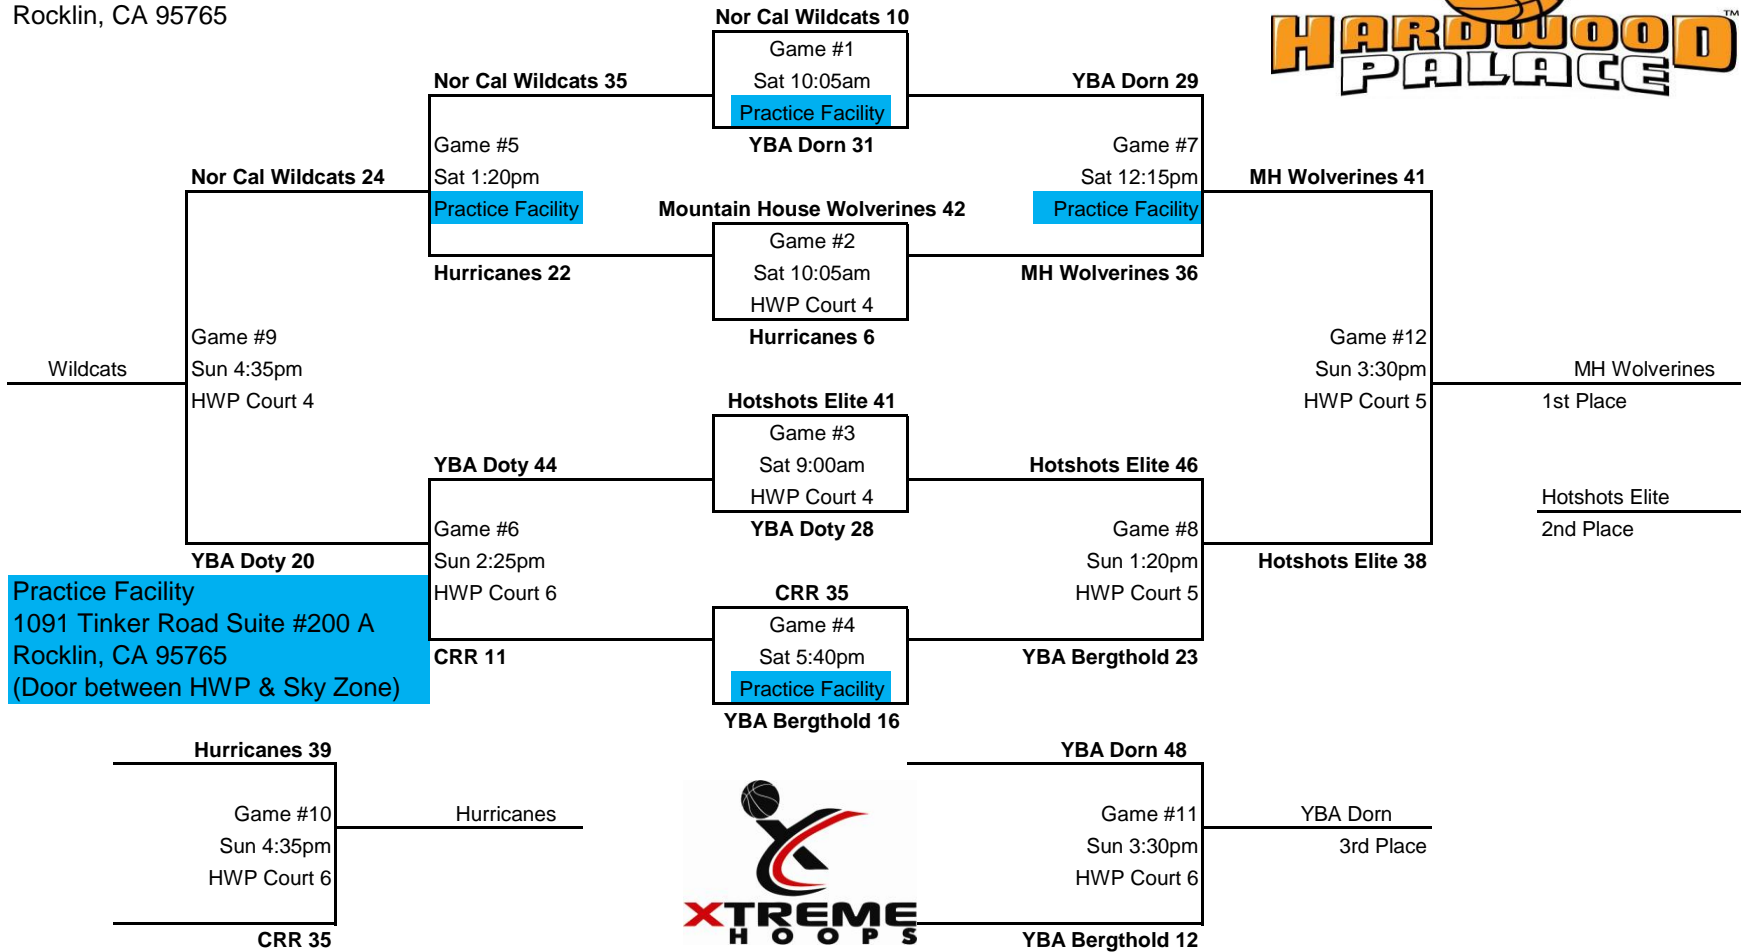 Rocklin, CA 95765
HARDWOOD PALACE™
Nor Cal Wildcats 10
Game #1
Sat 10:05am
Practice Facility
YBA Dorn 31
Nor Cal Wildcats 35
Game #5
Sat 1:20pm
Practice Facility
Hurricanes 22
YBA Dorn 29
Game #7
Sat 12:15pm
Practice Facility
MH Wolverines 36
Nor Cal Wildcats 24
Game #9
Sun 4:35pm
HWP Court 4
YBA Doty 20
Wildcats
Mountain House Wolverines 42
Game #2
Sat 10:05am
HWP Court 4
Hurricanes 6
MH Wolverines 41
Game #12
Sun 3:30pm
HWP Court 5
Hotshots Elite 38
MH Wolverines
1st Place
Hotshots Elite
2nd Place
Hotshots Elite 41
Game #3
Sat 9:00am
HWP Court 4
YBA Doty 28
YBA Doty 44
Game #6
Sun 2:25pm
HWP Court 6
CRR 11
Hotshots Elite 46
Game #8
Sun 1:20pm
HWP Court 5
YBA Bergthold 23
CRR 35
Game #4
Sat 5:40pm
Practice Facility
YBA Bergthold 16
Practice Facility
1091 Tinker Road Suite #200 A
Rocklin, CA 95765
(Door between HWP & Sky Zone)
Hurricanes 39
Game #10
Sun 4:35pm
HWP Court 6
CRR 35
Hurricanes
XTREME
HOOPS
YBA Dorn 48
Game #11
Sun 3:30pm
HWP Court 6
YBA Bergthold 12
YBA Dorn
3rd Place